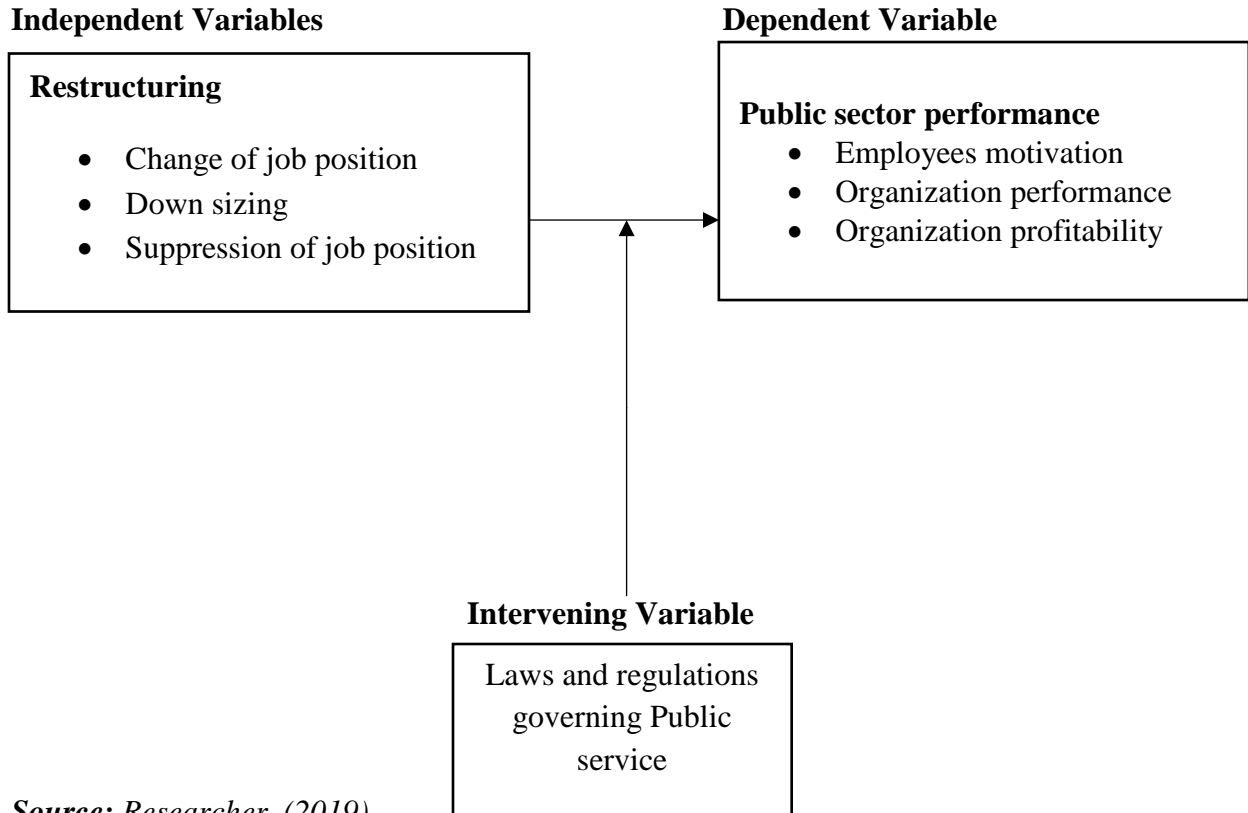 Independent Variables
Restructuring
• Change of job position
• Down sizing
• Suppression of job position
Dependent Variable
Public sector performance
• Employees motivation
• Organization performance
• Organization profitability
Intervening Variable
Laws and regulations
governing Public
service
Source: Researcher, (2019)